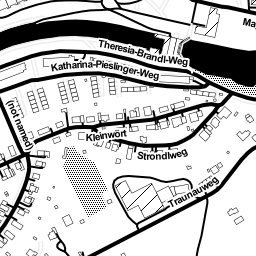 Ma
Theresia-Brandl-Weg
Katharina-Pieslinger-Weg
(not named)
Kleinwört
Strondlweg
Traunauweg